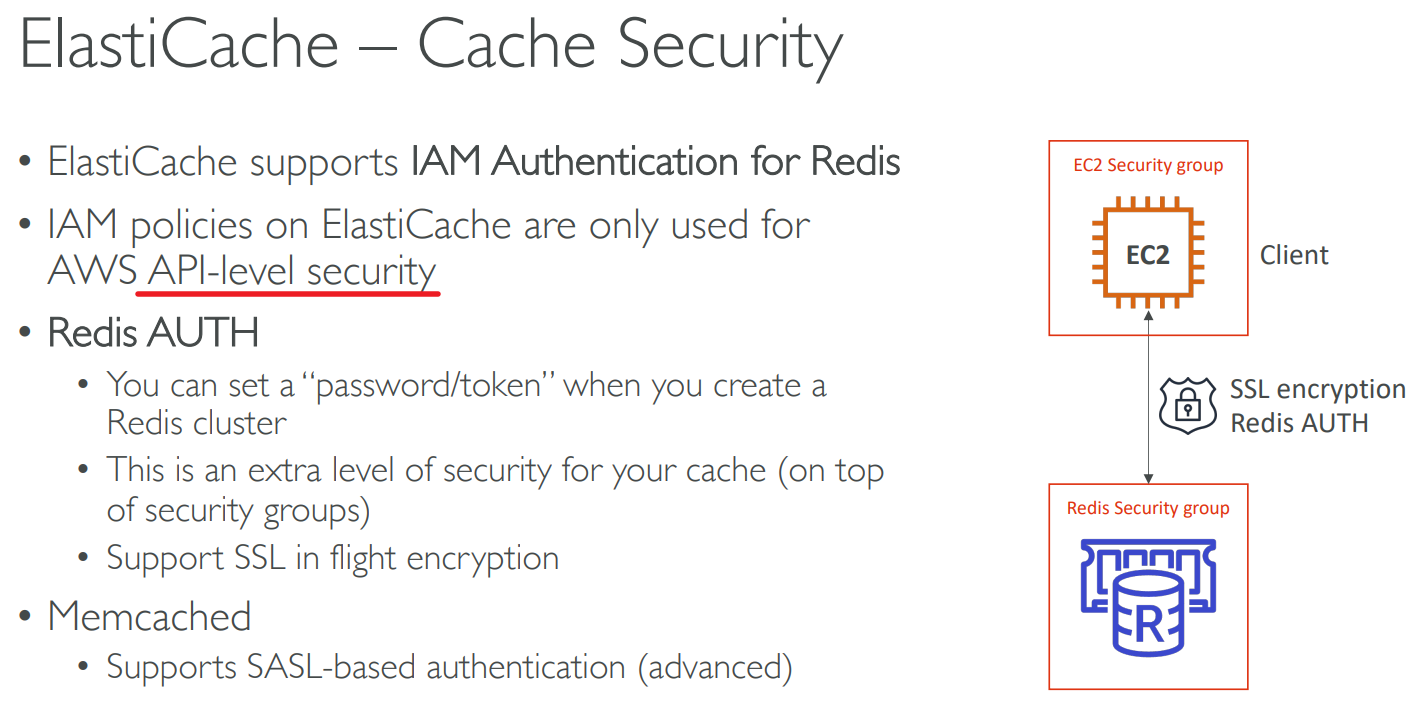 ElastiCache – Cache Security
• ElastiCache supports IAM Authentication for Redis
• IAM policies on ElastiCache are only used for
AWS API-level security
• Redis AUTH
• You can set a “password/token” when you create a
Redis cluster
• This is an extra level of security for your cache (on top
of security groups)
• Support SSL in flight encryption
• Memcached
• Supports SASL-based authentication (advanced)
EC2 Security group
EC2
Client
SSL encryption
Redis AUTH
Redis Security group
R